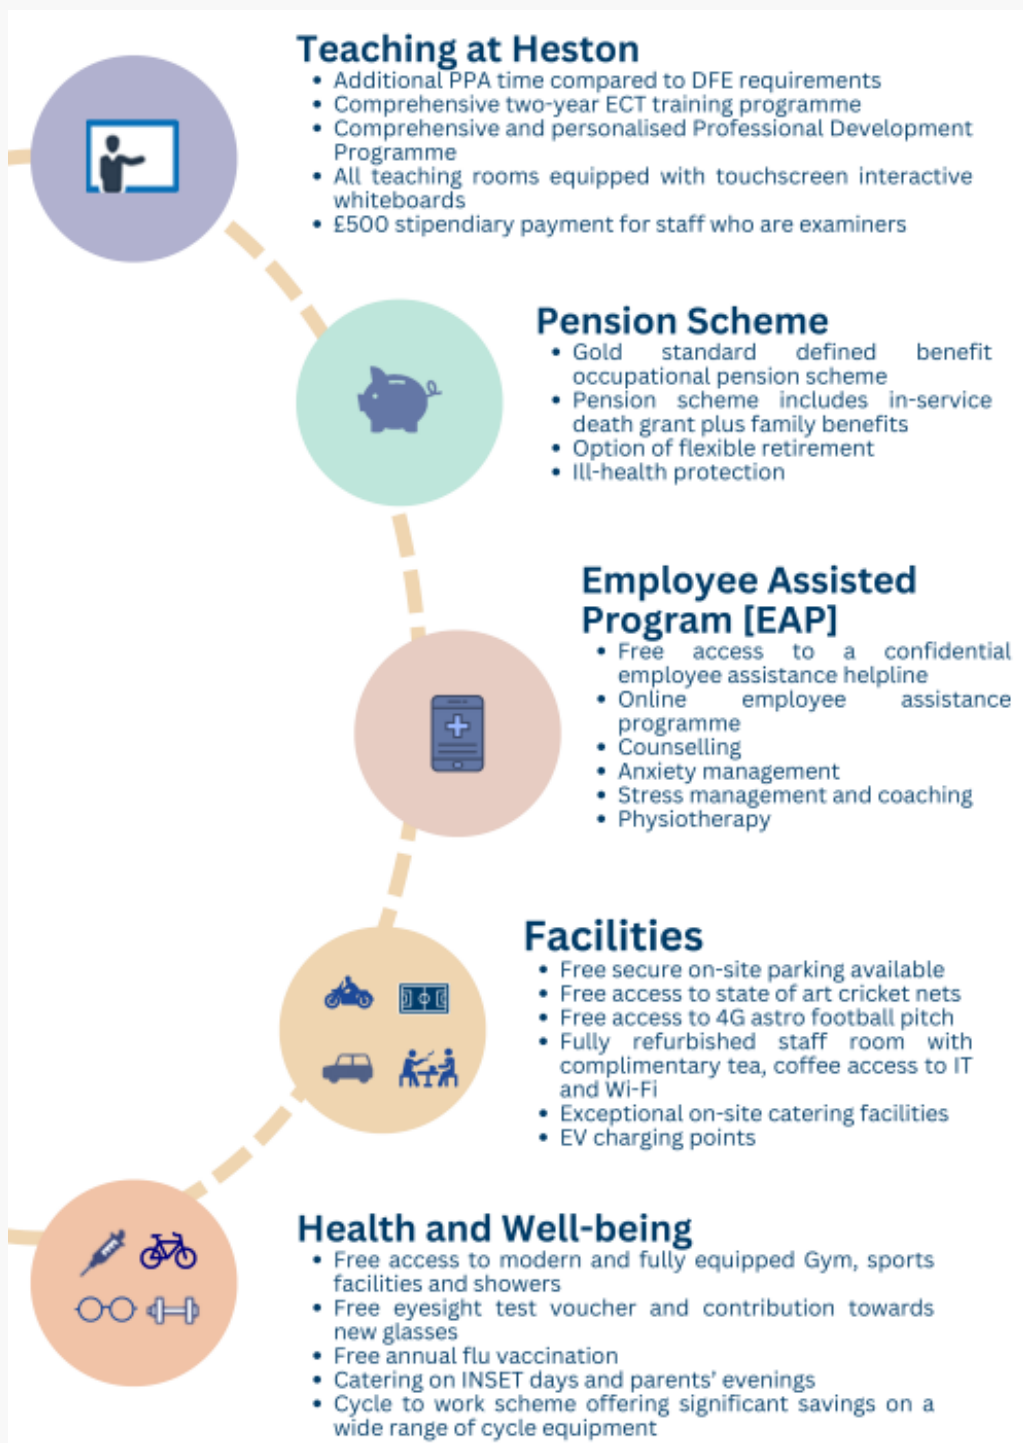 Teaching at Heston
• Additional PPA time compared to DFE requirements
• Comprehensive two-year ECT training programme
• Comprehensive and personalised Professional Development
Programme
• All teaching rooms equipped with touchscreen interactive
whiteboards
• £500 stipendiary payment for staff who are examiners
Pension Scheme
• Gold standard defined benefit
occupational pension scheme
• Pension scheme includes in-service
death grant plus family benefits
• Option of flexible retirement
• Ill-health protection
Employee Assisted
Program [EAP]
• Free access to a confidential
employee assistance helpline
• Online employee assistance
programme
• Counselling
• Anxiety management
• Stress management and coaching
• Physiotherapy
Facilities
• Free secure on-site parking available
• Free access to state of art cricket nets
• Free access to 4G astro football pitch
• Fully refurbished staff room with
complimentary tea, coffee access to IT
and Wi-Fi
• Exceptional on-site catering facilities
• EV charging points
Health and Well-being
• Free access to modern and fully equipped Gym, sports
facilities and showers
• Free eyesight test voucher and contribution towards
new glasses
• Free annual flu vaccination
• Catering on INSET days and parents' evenings
• Cycle to work scheme offering significant savings on a
wide range of cycle equipment